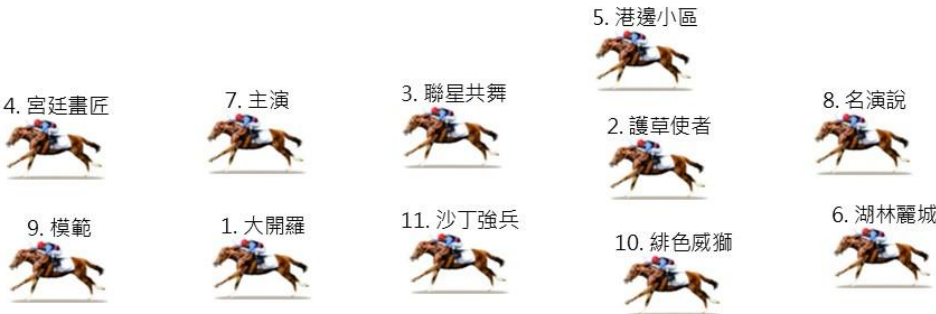 5. 港邊小區
4. 宮廷畫匠
7. 主演
3. 聯星共舞
8. 名演說
2. 護草使者
9. 模範
1. 大開羅
11. 沙丁強兵
6. 湖林麗城
10. 緋色威獅